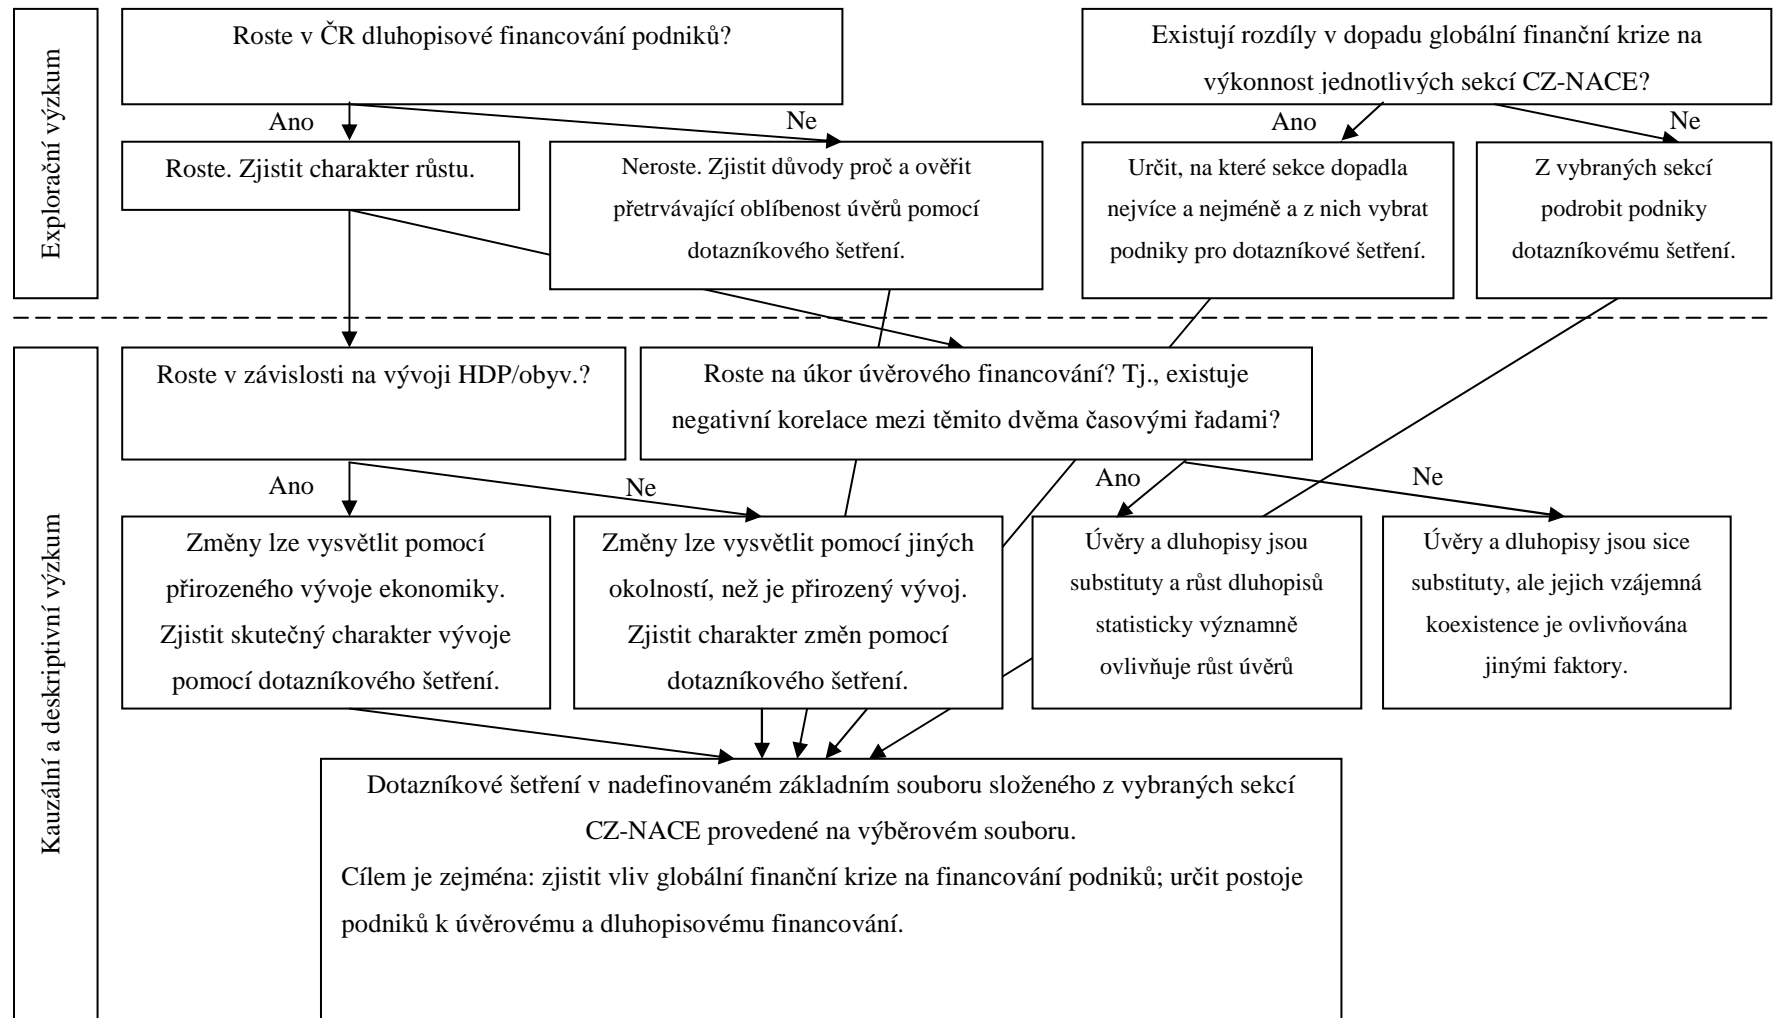 Explorační výzkum
Roste v ČR dluhopisové financování podniků?
Existují rozdíly v dopadu globální finanční krize na
výkonnost jednotlivých sekcí CZ-NACE?
Ano
Ne
Ano
Ne
Roste. Zjistit charakter růstu.
Neroste. Zjistit důvody proč a ověřit
přetrvávající oblíbenost úvěrů pomocí
dotazníkového šetření.
Určit, na které sekce dopadla
nejvíce a nejméně a z nich vybrat
podniky pro dotazníkové šetření.
Z vybraných sekcí
podrobit podniky
dotazníkovému šetření.
Kauzální a deskriptivní výzkum
Roste v závislosti na vývoji HDP/obyv.?
Roste na úkor úvěrového financování? Tj., existuje
negativní korelace mezi těmito dvěma časovými řadami?
Ano
Ne
Ano
Ne
Změny lze vysvětlit pomocí
přirozeného vývoje ekonomiky.
Zjistit skutečný charakter vývoje
pomocí dotazníkového šetření.
Změny lze vysvětlit pomocí jiných
okolností, než je přirozený vývoj.
Zjistit charakter změn pomocí
dotazníkového šetření.
Úvěry a dluhopisy jsou
substituty a růst dluhopisů
statisticky významně
ovlivňuje růst úvěrů
Úvěry a dluhopisy jsou sice
substituty, ale jejich vzájemná
koexistence je ovlivňována
jinými faktory.
Dotazníkové šetření v nadefinovaném základním souboru složeného z vybraných sekcí
CZ-NACE provedené na výběrovém souboru.
Cílem je zejména: zjistit vliv globální finanční krize na financování podniků; určit postoje
podniků k úvěrovému a dluhopisovému financování.